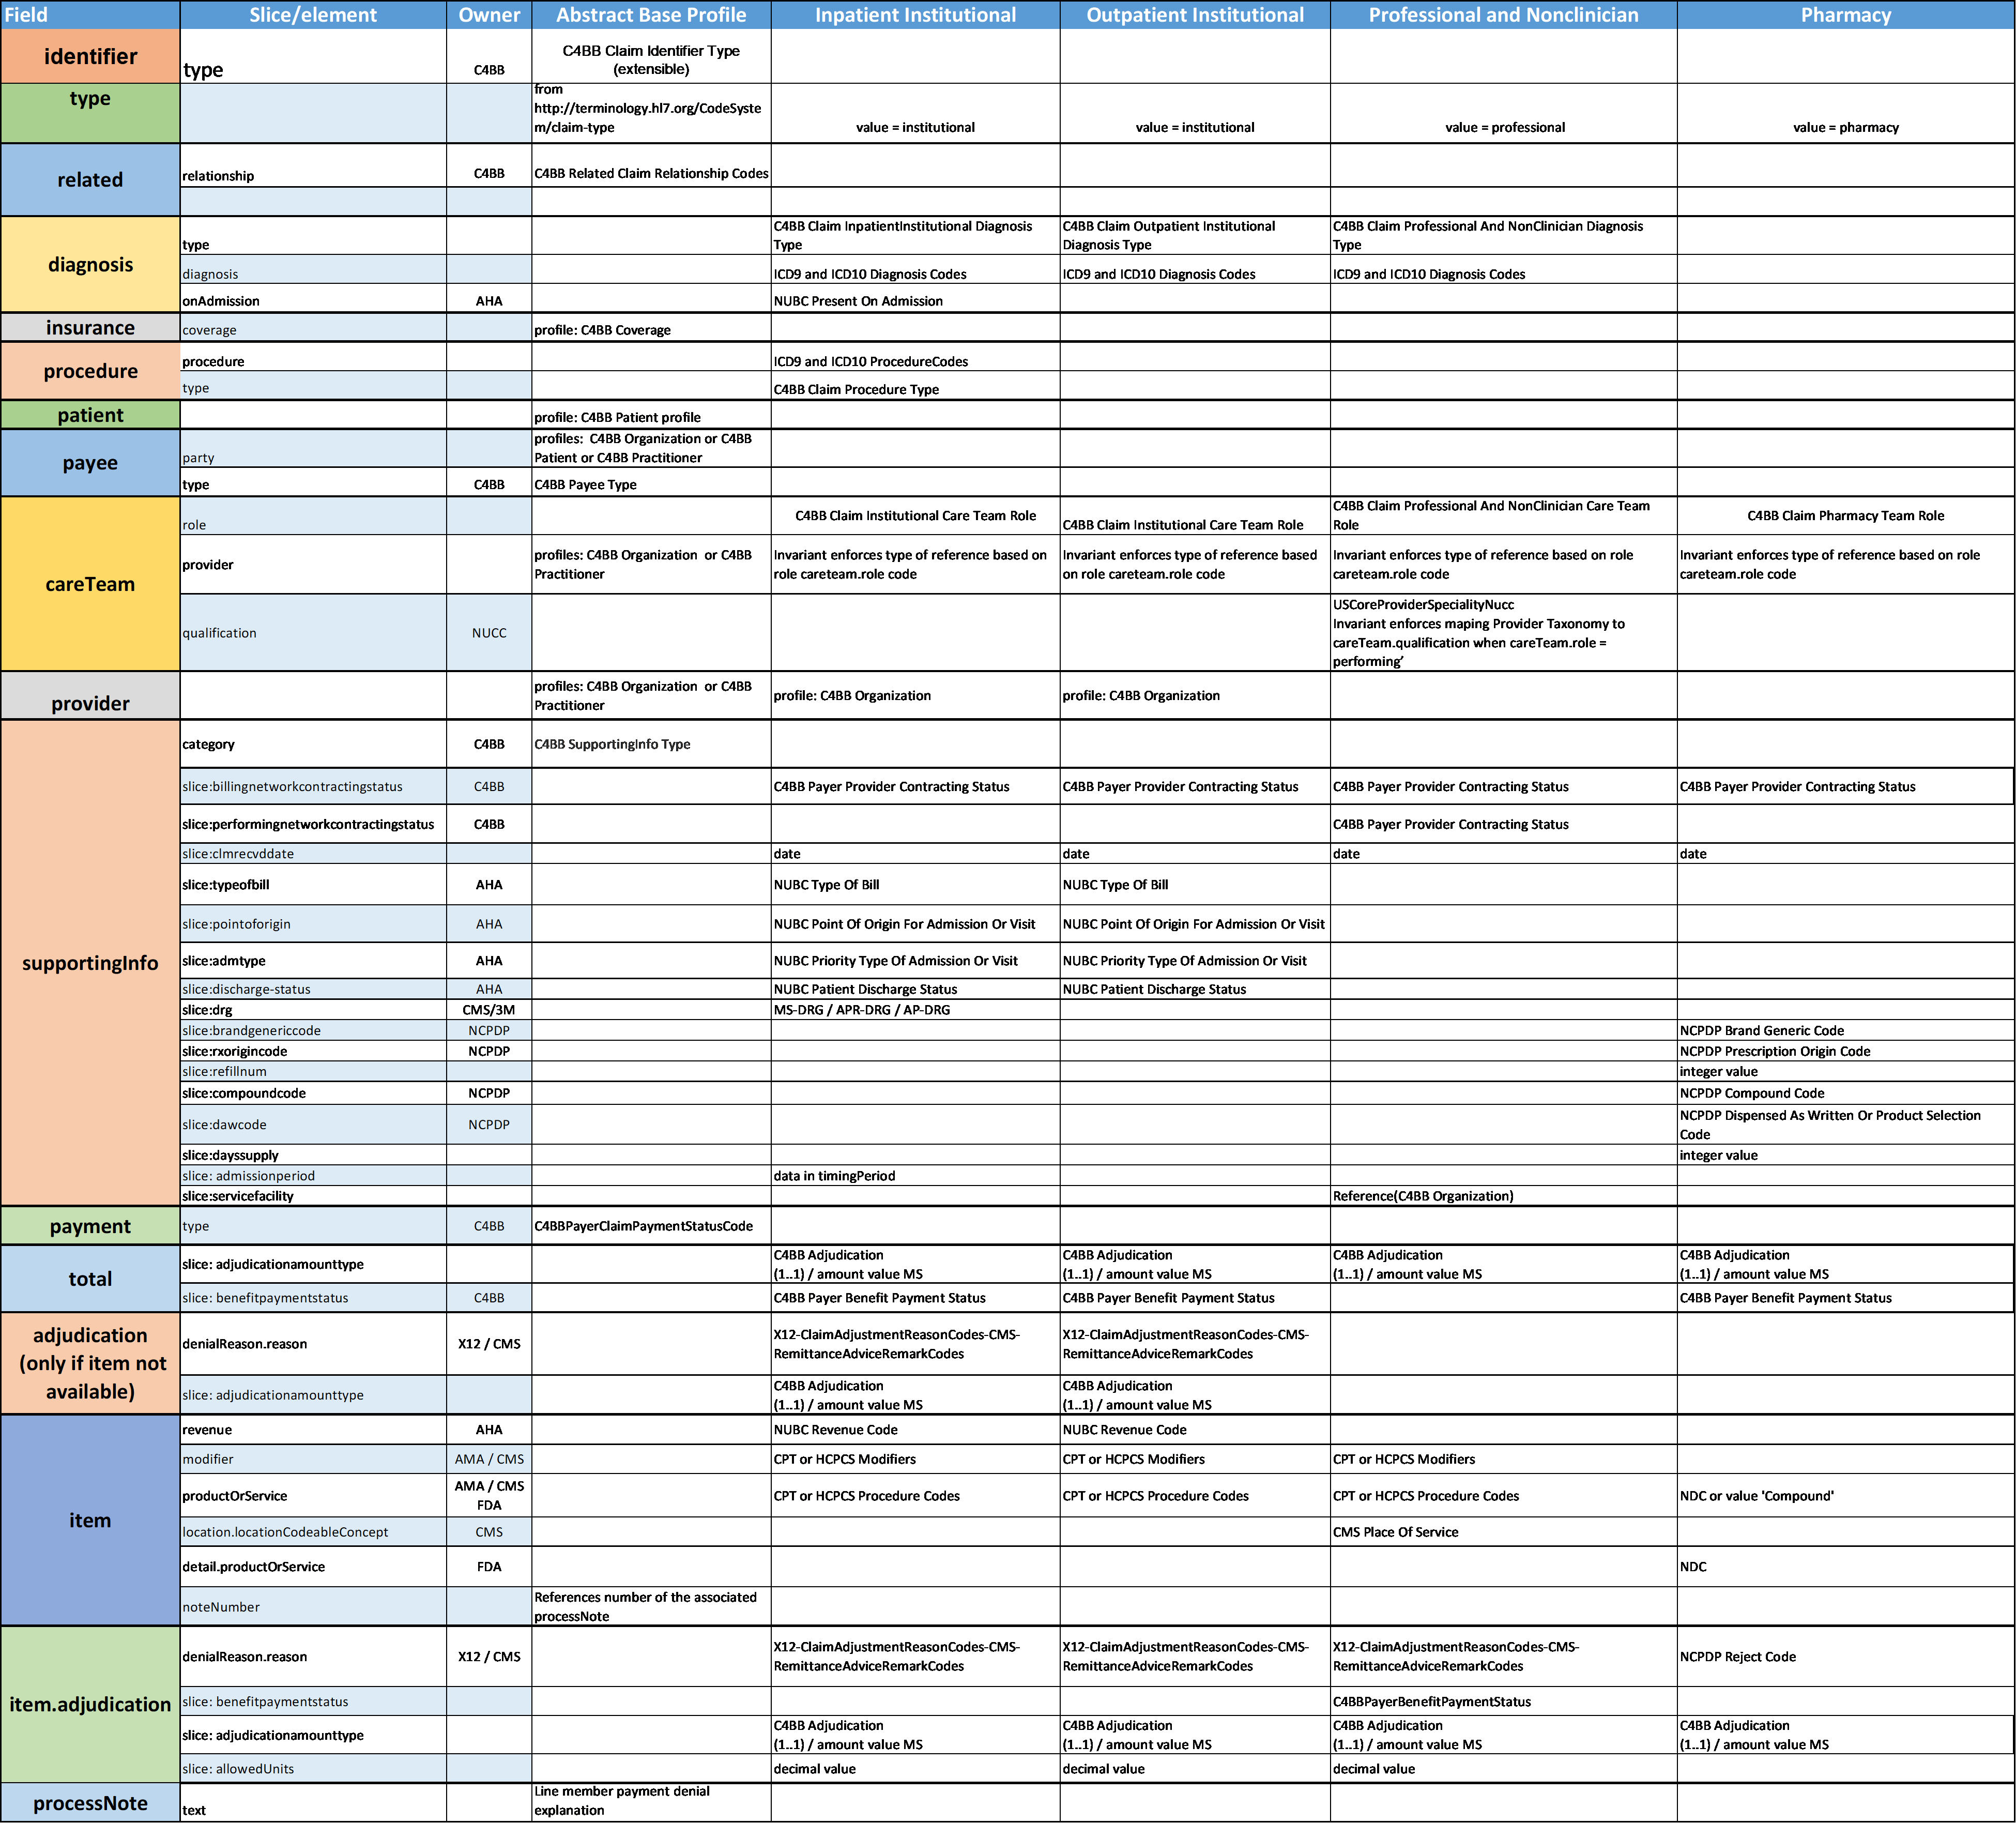 Field Slice/element Owner Abstract Base Profile Inpatient Institutional Outpatient Institutional Professional and Nonclinician Pharmacy
identifier
type C4BB C4BB Claim Identifier Type
(extensible)
type
from
http://terminology.hl7.org/CodeSyste
m/claim-type value = institutional value = institutional value = professional value = pharmacy
related
relationship C4BB C4BB Related Claim Relationship Codes
diagnosis
type C4BB Claim InpatientInstitutional Diagnosis
Type
C4BB Claim Outpatient Institutional
Diagnosis Type
C4BB Claim Professional And NonClinician Diagnosis
Type
diagnosis ICD9 and ICD10 Diagnosis Codes ICD9 and ICD10 Diagnosis Codes ICD9 and ICD10 Diagnosis Codes
onAdmission AHA NUBC Present On Admission
insurance coverage profile: C4BB Coverage
procedure
procedure ICD9 and ICD10 ProcedureCodes
type C4BB Claim Procedure Type
patient profile: C4BB Patient profile
payee
party profiles: C4BB Organization or C4BB
Patient or C4BB Practitioner
type C4BB C4BB Payee Type
careTeam
role C4BB Claim Institutional Care Team Role C4BB Claim Institutional Care Team Role
C4BB Claim Professional And NonClinician Care Team
Role
C4BB Claim Pharmacy Team Role
provider profiles: C4BB Organization or C4BB
Practitioner
Invariant enforces type of reference based on
role careteam.role code
Invariant enforces type of reference based
on role careteam.role code
Invariant enforces type of reference based on role
careteam.role code
Invariant enforces type of reference based on role
careteam.role code
qualification NUCC USCoreProviderSpecialityNucc
Invariant enforces maping Provider Taxonomy to
careTeam.qualification when careTeam.role =
performing’
provider profiles: C4BB Organization or C4BB
Practitioner
profile: C4BB Organization profile: C4BB Organization
supportingInfo
category C4BB C4BB SupportingInfo Type
slice:billingnetworkcontractingstatus C4BB C4BB Payer Provider Contracting Status C4BB Payer Provider Contracting Status C4BB Payer Provider Contracting Status C4BB Payer Provider Contracting Status
slice:performingnetworkcontractingstatus C4BB C4BB Payer Provider Contracting Status
slice:clmrecvddate date date date date
slice:typeofbill AHA NUBC Type Of Bill NUBC Type Of Bill
slice:pointoforigin AHA NUBC Point Of Origin For Admission Or Visit NUBC Point Of Origin For Admission Or Visit
slice:admtype AHA NUBC Priority Type Of Admission Or Visit NUBC Priority Type Of Admission Or Visit
slice:discharge-status AHA NUBC Patient Discharge Status NUBC Patient Discharge Status
slice:drg CMS/3M MS-DRG / APR-DRG / AP-DRG
slice:brandgenericcode NCPDP NCPDP Brand Generic Code
slice:rxorigincode NCPDP NCPDP Prescription Origin Code
slice:refillnum integer value
slice:compoundcode NCPDP NCPDP Compound Code
slice:dawcode NCPDP NCPDP Dispensed As Written Or Product Selection
Code
slice:dayssupply integer value
slice: admissionperiod data in timingPeriod
slice:servicefacility Reference(C4BB Organization)
payment type C4BB C4BBPayerClaimPaymentStatusCode
total
slice: adjudicationamounttype C4BB Adjudication
(1..1) / amount value MS
C4BB Adjudication
(1..1) / amount value MS
C4BB Adjudication
(1..1) / amount value MS
C4BB Adjudication
(1..1) / amount value MS
slice: benefitpaymentstatus C4BB C4BB Payer Benefit Payment Status C4BB Payer Benefit Payment Status C4BB Payer Benefit Payment Status
adjudication
(only if item not
available)
denialReason.reason X12 / CMS X12-ClaimAdjustmentReasonCodes-CMS-
RemittanceAdviceRemarkCodes
X12-ClaimAdjustmentReasonCodes-CMS-
RemittanceAdviceRemarkCodes
slice: adjudicationamounttype C4BB Adjudication
(1..1) / amount value MS
C4BB Adjudication
(1..1) / amount value MS
item
revenue AHA NUBC Revenue Code NUBC Revenue Code
modifier AMA / CMS CPT or HCPCS Modifiers CPT or HCPCS Modifiers CPT or HCPCS Modifiers
productOrService AMA / CMS
FDA
CPT or HCPCS Procedure Codes CPT or HCPCS Procedure Codes CPT or HCPCS Procedure Codes NDC or value 'Compound'
location.locationCodeableConcept CMS CMS Place Of Service
detail.productOrService FDA NDC
noteNumber References number of the associated
processNote
item.adjudication
denialReason.reason X12 / CMS X12-ClaimAdjustmentReasonCodes-CMS-
RemittanceAdviceRemarkCodes
X12-ClaimAdjustmentReasonCodes-CMS-
RemittanceAdviceRemarkCodes
X12-ClaimAdjustmentReasonCodes-CMS-
RemittanceAdviceRemarkCodes
NCPDP Reject Code
slice: benefitpaymentstatus C4BBPayerBenefitPaymentStatus
slice: adjudicationamounttype C4BB Adjudication
(1..1) / amount value MS
C4BB Adjudication
(1..1) / amount value MS
C4BB Adjudication
(1..1) / amount value MS
C4BB Adjudication
(1..1) / amount value MS
slice: allowedUnits decimal value decimal value decimal value
processNote
text Line member payment denial
explanation